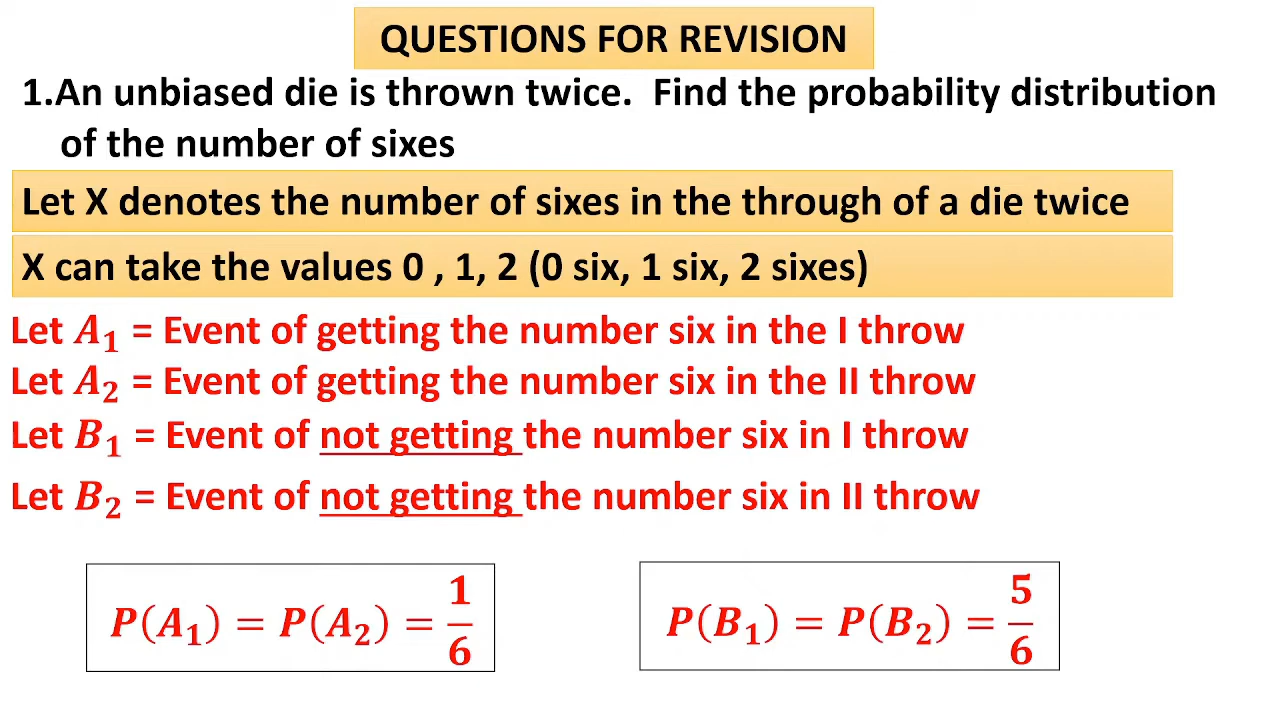 QUESTIONS FOR REVISION
1.An unbiased die is thrown twice.  Find the probability distribution
of the number of sixes
Let X denotes the number of sixes in the through of a die twice
X can take the values 0 , 1, 2 (0 six, 1 six, 2 sixes)
Let A₁ = Event of getting the number six in the I throw
Let A₂ = Event of getting the number six in the II throw
Let B₁ = Event of not getting the number six in I throw
Let B₂ = Event of not getting the number six in II throw
P(A₁) = P(A₂) = 1/6
P(B₁) = P(B₂) = 5/6